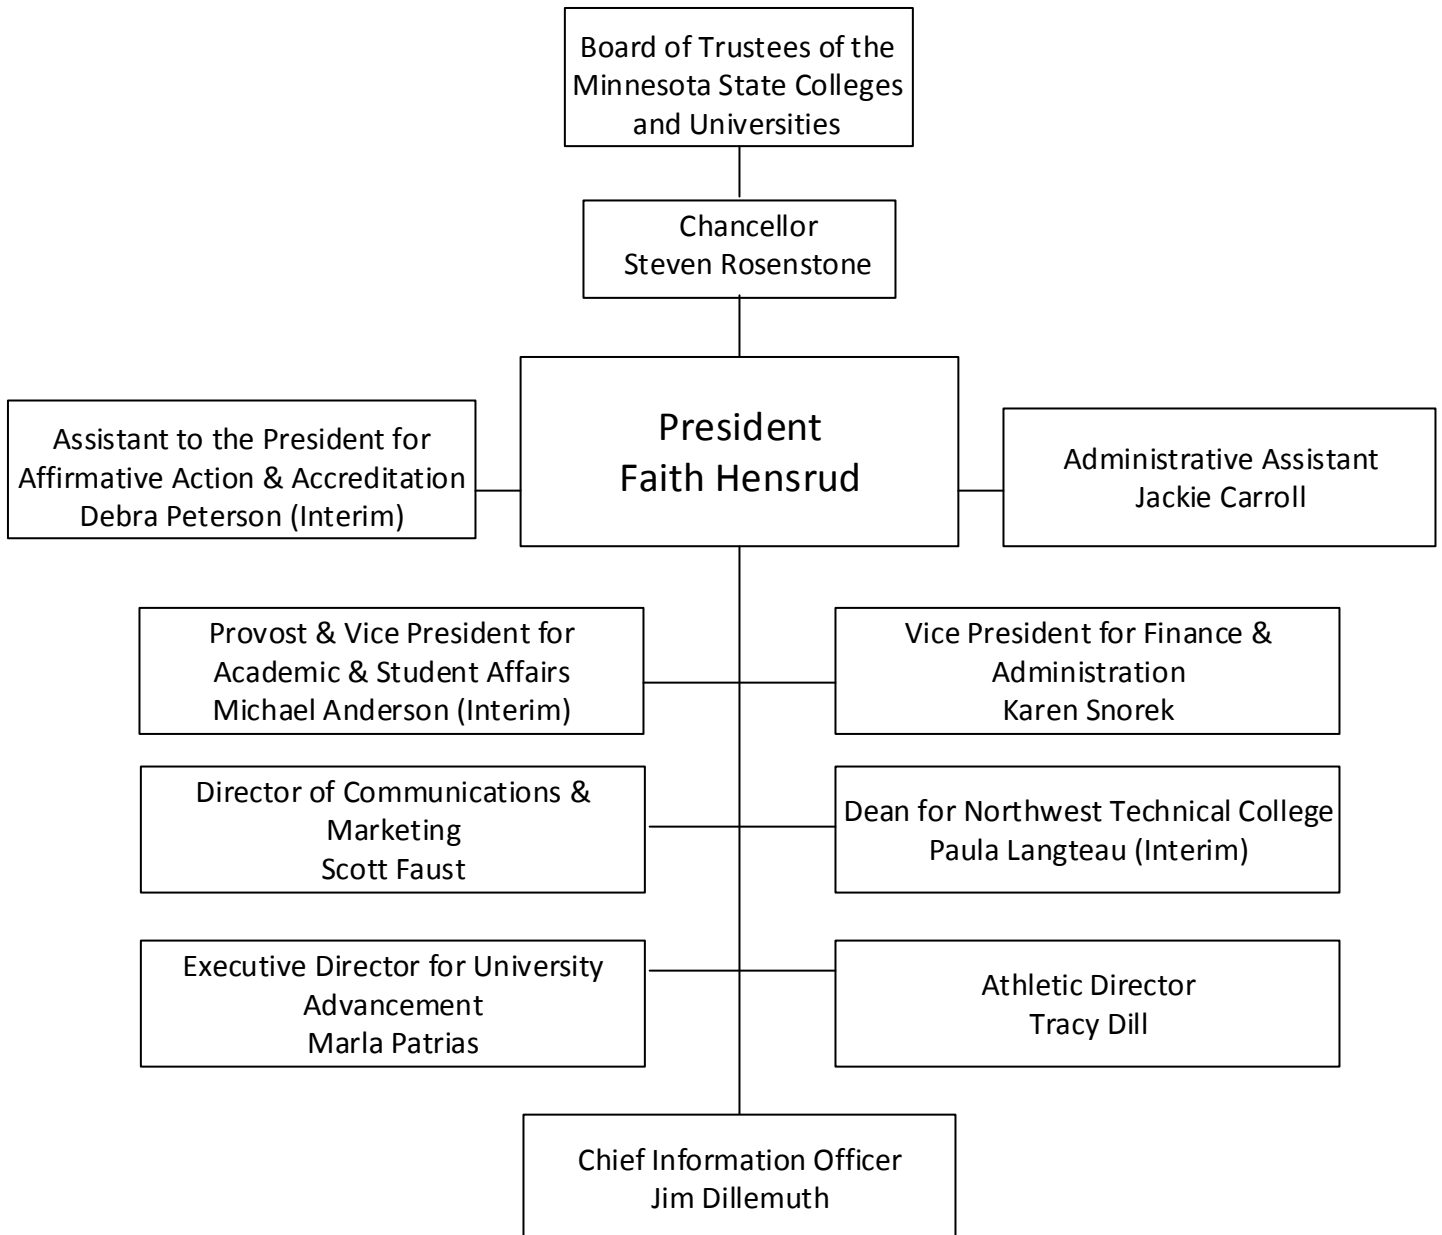 Board of Trustees of the
Minnesota State Colleges
and Universities
Chancellor
Steven Rosenstone
President
Faith Hensrud
Assistant to the President for
Affirmative Action & Accreditation
Debra Peterson (Interim)
Administrative Assistant
Jackie Carroll
Provost & Vice President for
Academic & Student Affairs
Michael Anderson (Interim)
Vice President for Finance &
Administration
Karen Snorek
Director of Communications &
Marketing
Scott Faust
Dean for Northwest Technical College
Paula Langteau (Interim)
Executive Director for University
Advancement
Marla Patrias
Athletic Director
Tracy Dill
Chief Information Officer
Jim Dillemuth